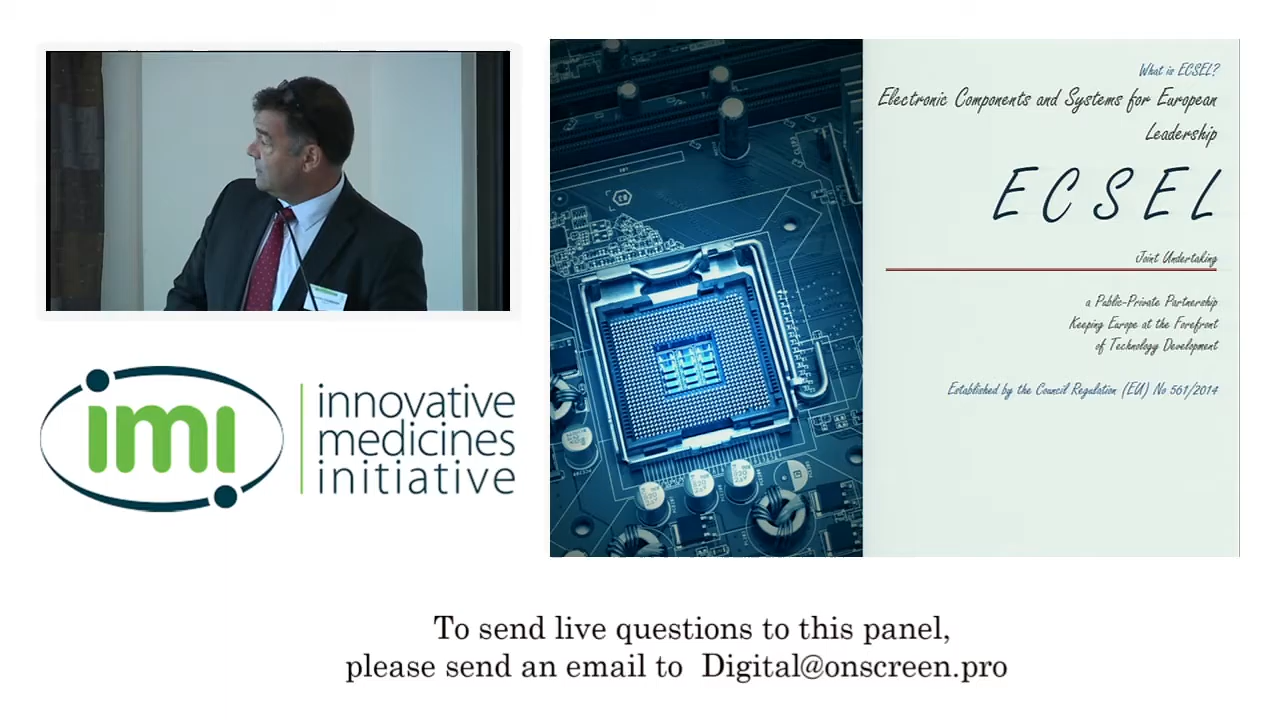 imi
innovative
medicines
initiative
What is ECSEL?
Electronic Components and Systems for European
Leadership
ECSEL
Joint Undertaking
a Public-Private Partnership
Keeping Europe at the Forefront
of Technology Development
Established by the Council Regulation (EU) No 561/2014
To send live questions to this panel,
please send an email to Digital@onscreen.pro